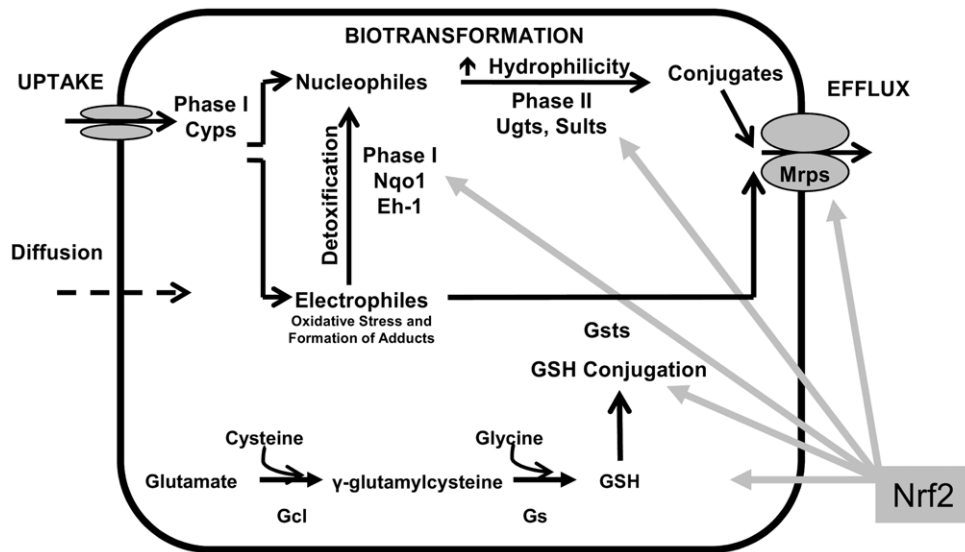 BIOTRANSFORMATION
UPTAKE
Nucleophiles
Hydrophilicity
Conjugates
EFFLUX
Phase I
Cyps
Phase II
Ugts, Sults
Detoxification
Phase I
Nqo1
Eh-1
Mrps
Diffusion
Electrophiles
Oxidative Stress and
Formation of Adducts
Gsts
GSH Conjugation
Cysteine
Glycine
Glutamate
γ-glutamylcysteine
GSH
Gcl
Gs
Nrf2